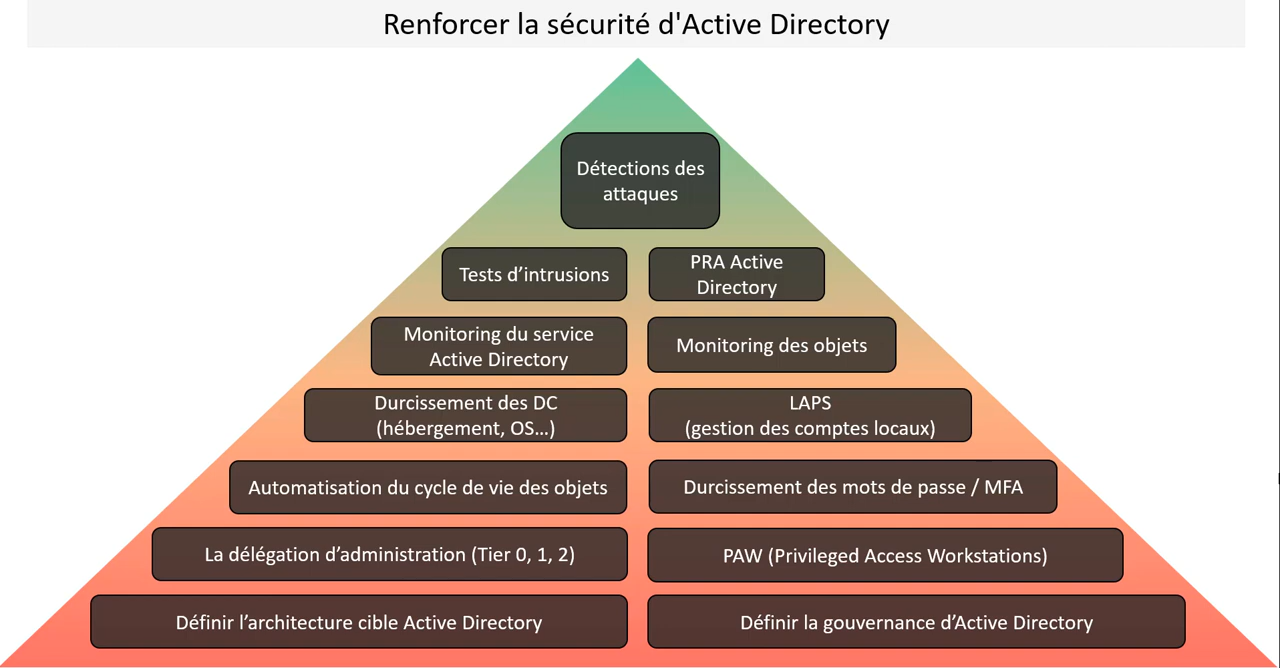 Renforcer la sécurité d'Active Directory
Détections des
attaques
Tests d’intrusions
PRA Active
Directory
Monitoring du service
Active Directory
Monitoring des objets
Durcissement des DC
(hébergement, OS…)
LAPS
(gestion des comptes locaux)
Automatisation du cycle de vie des objets
Durcissement des mots de passe / MFA
La délégation d’administration (Tier 0, 1, 2)
PAW (Privileged Access Workstations)
Définir l’architecture cible Active Directory
Définir la gouvernance d’Active Directory